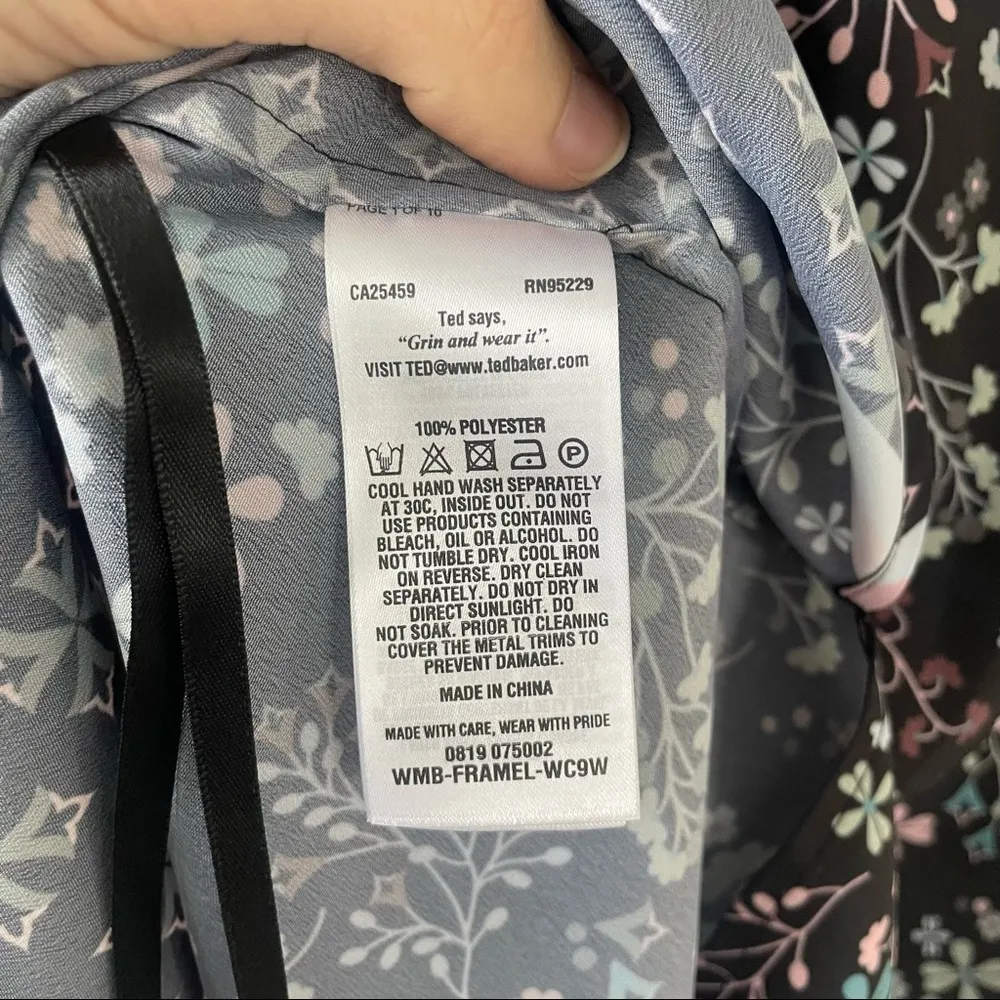 PAGE 1 OF 16
CA25459 RN95229
Ted says,
“Grin and wear it”.
VISIT TED@www.tedbaker.com
100% POLYESTER
P
COOL HAND WASH SEPARATELY
AT 30C, INSIDE OUT. DO NOT
USE PRODUCTS CONTAINING
BLEACH, OIL OR ALCOHOL. DO
NOT TUMBLE DRY. COOL IRON
ON REVERSE. DRY CLEAN
SEPARATELY. DO NOT DRY IN
DIRECT SUNLIGHT. DO
NOT SOAK. PRIOR TO CLEANING
COVER THE METAL TRIMS TO
PREVENT DAMAGE.
MADE IN CHINA
MADE WITH CARE, WEAR WITH PRIDE
0819 075002
WMB-FRAMEL-WC9W